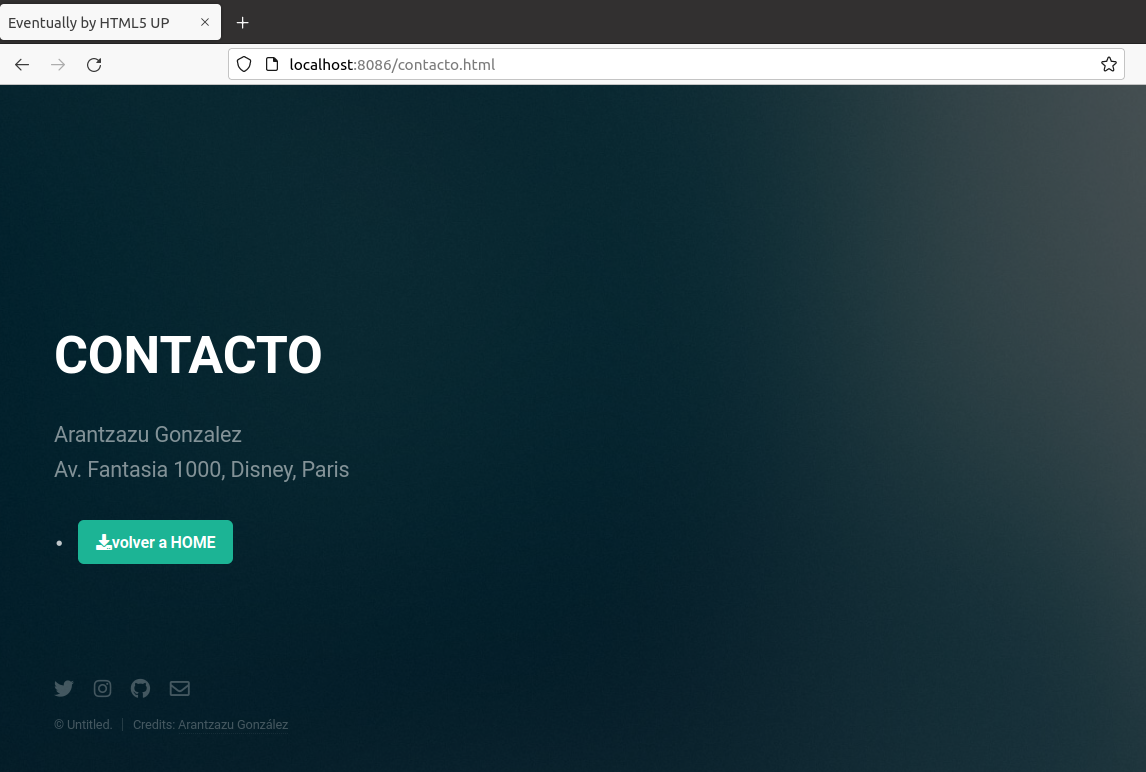 Eventually by HTML5 UP
localhost:8086/contacto.html
CONTACTO
Arantzazu Gonzalez
Av. Fantasia 1000, Disney, Paris
volver a HOME
© Untitled. Credits: Arantzazu González